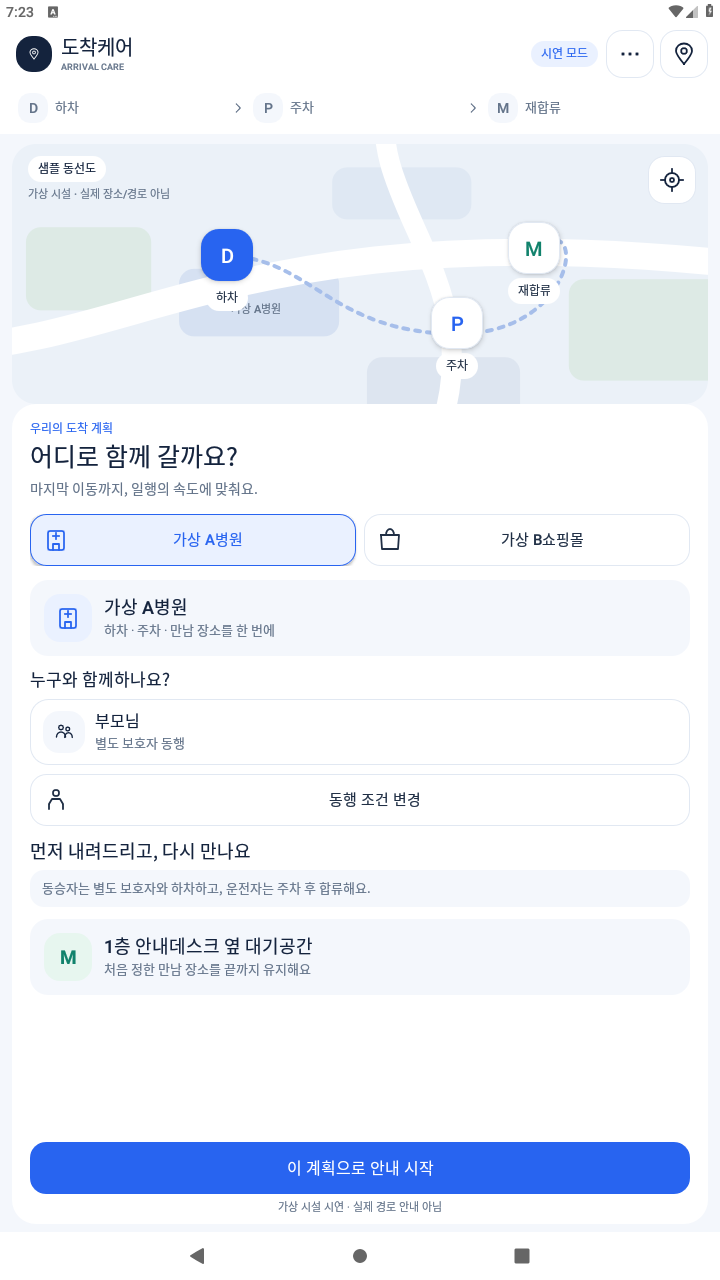 7:23
도착케어
ARRIVAL CARE
시연 모드
D 하차
P 주차
M 재합류
샘플 동선도
가상 시설 · 실제 장소/경로 아님
D
하차
A병원
M
재합류
P
주차
우리의 도착 계획
어디로 함께 갈까요?
마지막 이동까지, 일행의 속도에 맞춰요.
가상 A병원
가상 B쇼핑몰
가상 A병원
하차 · 주차 · 만남 장소를 한 번에
누구와 함께하나요?
부모님
별도 보호자 동행
동행 조건 변경
먼저 내려드리고, 다시 만나요
동승자는 별도 보호자와 하차하고, 운전자는 주차 후 합류해요.
M
1층 안내데스크 옆 대기공간
처음 정한 만남 장소를 끝까지 유지해요
이 계획으로 안내 시작
가상 시설 시연 · 실제 경로 안내 아님